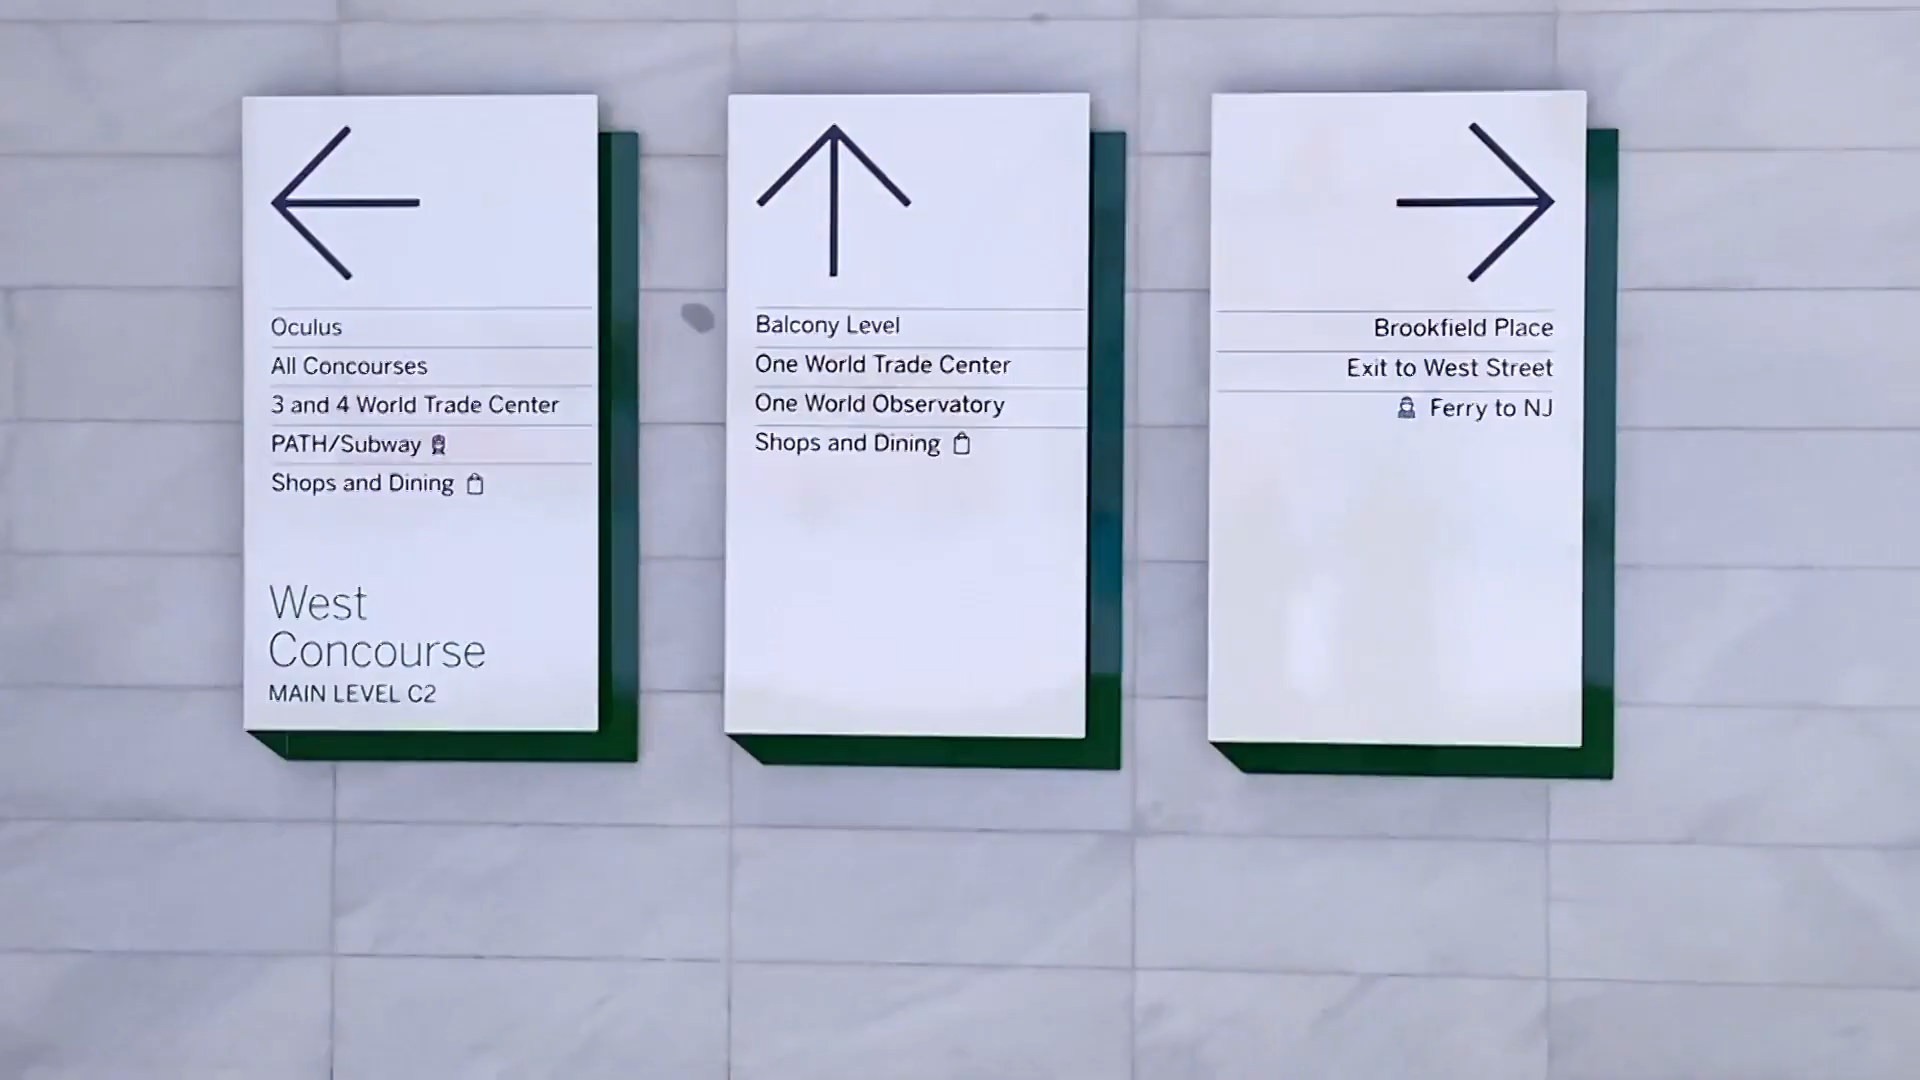 Oculus
All Concourses
3 and 4 World Trade Center
PATH/Subway
Shops and Dining
West
Concourse
MAIN LEVEL C2
Balcony Level
One World Trade Center
One World Observatory
Shops and Dining
Brookfield Place
Exit to West Street
Ferry to NJ